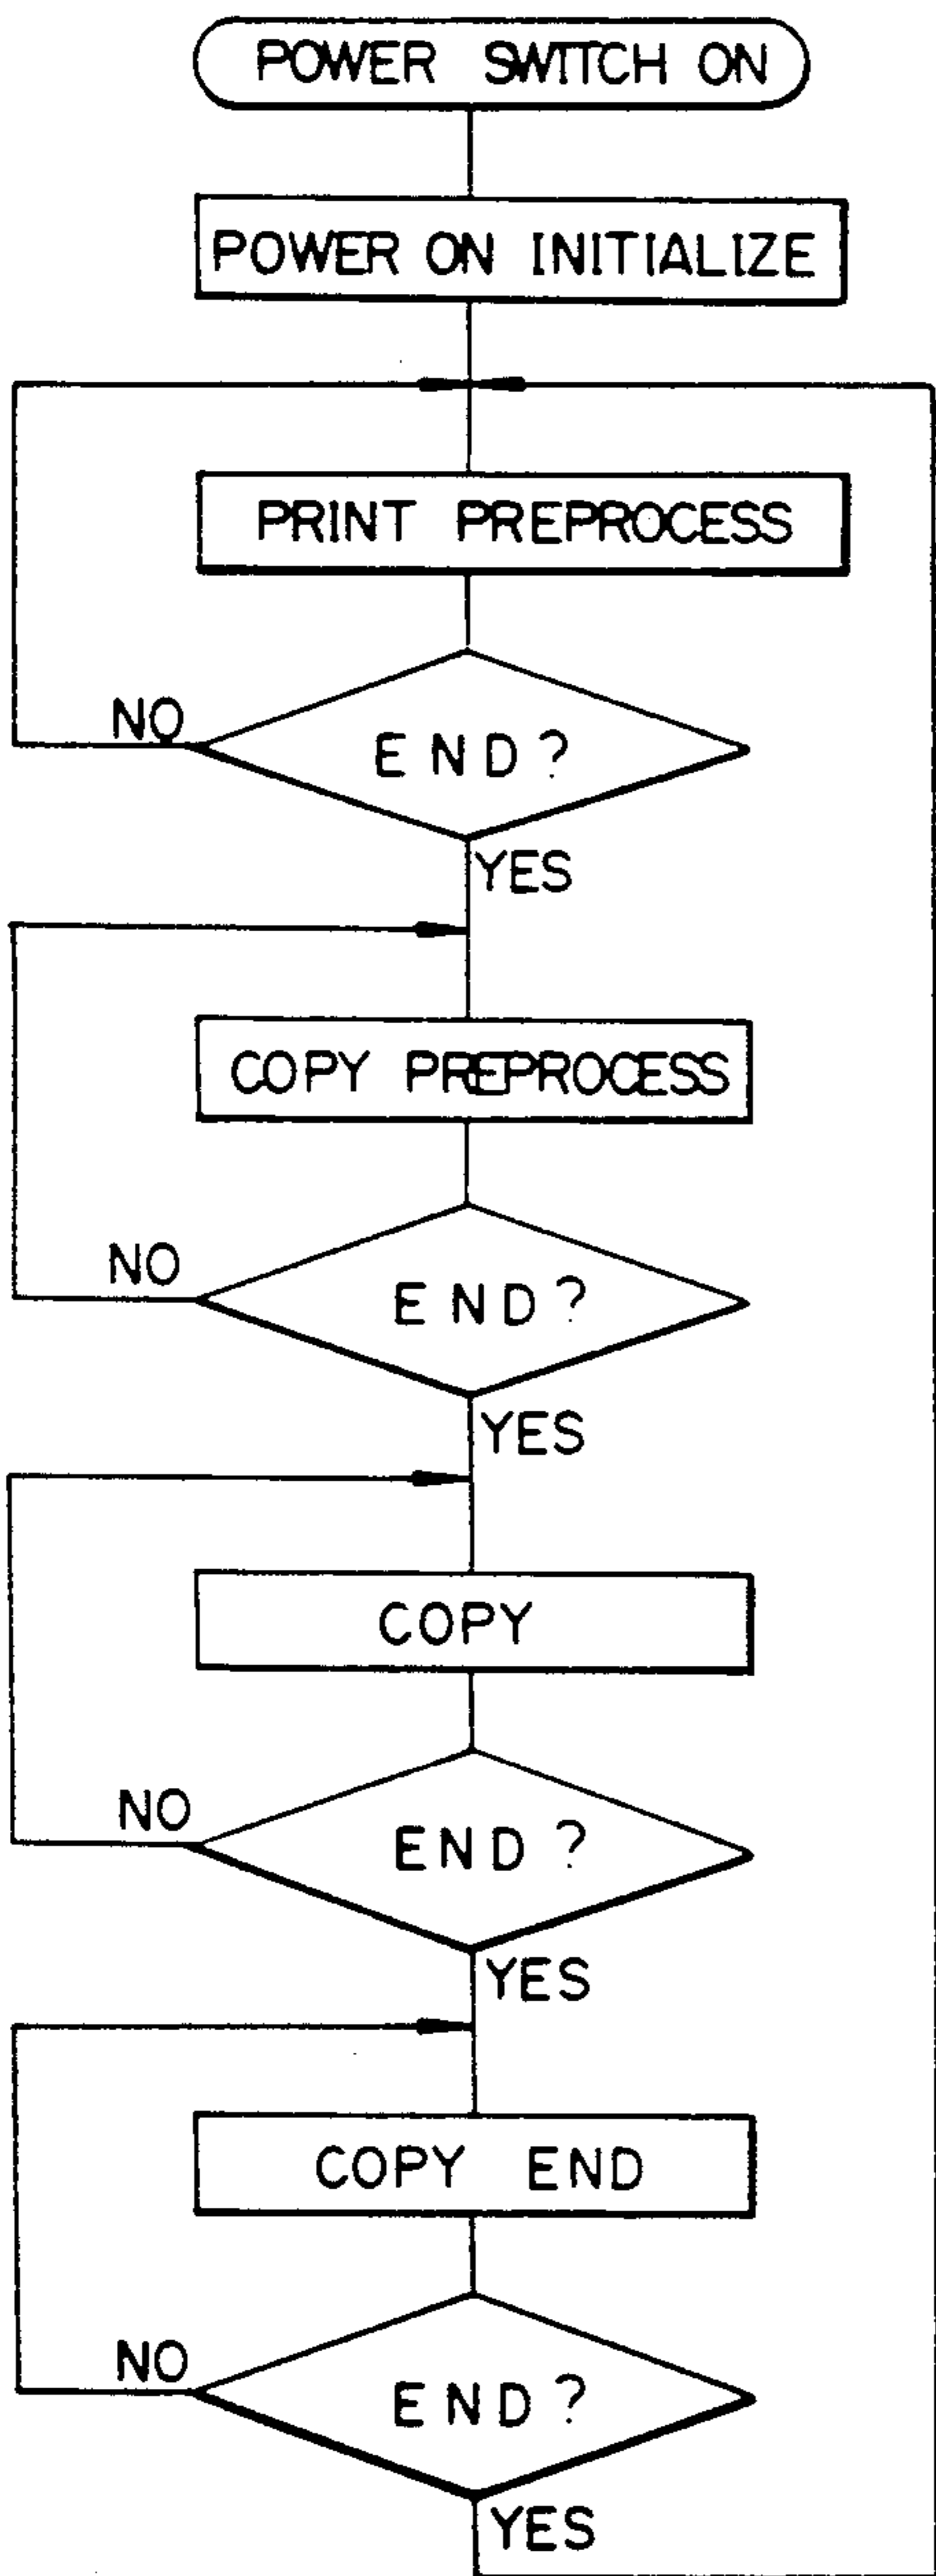 POWER SWITCH ON
POWER ON INITIALIZE
PRINT PREPROCESS
NO
END?
YES
COPY PREPROCESS
NO
END?
YES
COPY
NO
END?
YES
COPY END
NO
END?
YES